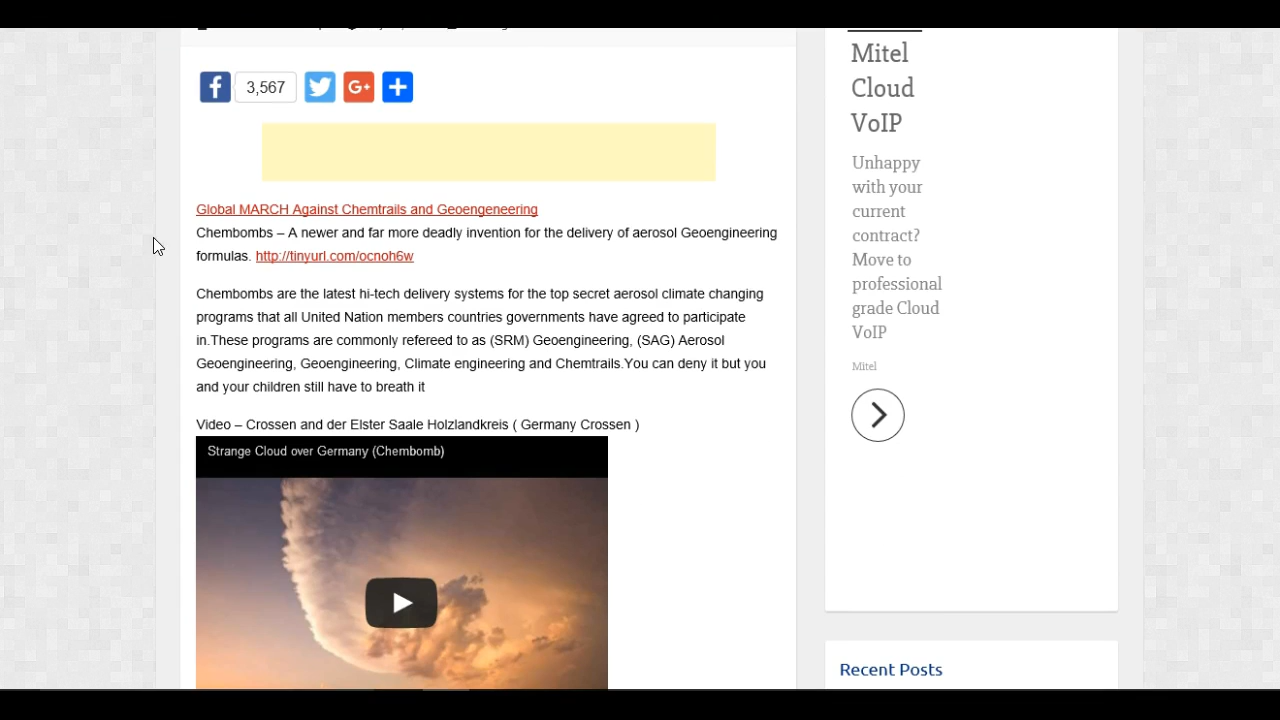 3,567
Global MARCH Against Chemtrails and Geoengeneering
Chembombs – A newer and far more deadly invention for the delivery of aerosol Geoengineering
formulas. http://tinyurl.com/ocnoh6w
Chembombs are the latest hi-tech delivery systems for the top secret aerosol climate changing
programs that all United Nation members countries governments have agreed to participate
in.These programs are commonly refereed to as (SRM) Geoengineering, (SAG) Aerosol
Geoengineering, Geoengineering, Climate engineering and Chemtrails.You can deny it but you
and your children still have to breath it
Video – Crossen and der Elster Saale Holzlandkreis ( Germany Crossen )
Strange Cloud over Germany (Chembomb)
Mitel
Cloud
VoIP
Unhappy
with your
current
contract?
Move to
professional
grade Cloud
VoIP
Mitel
Recent Posts